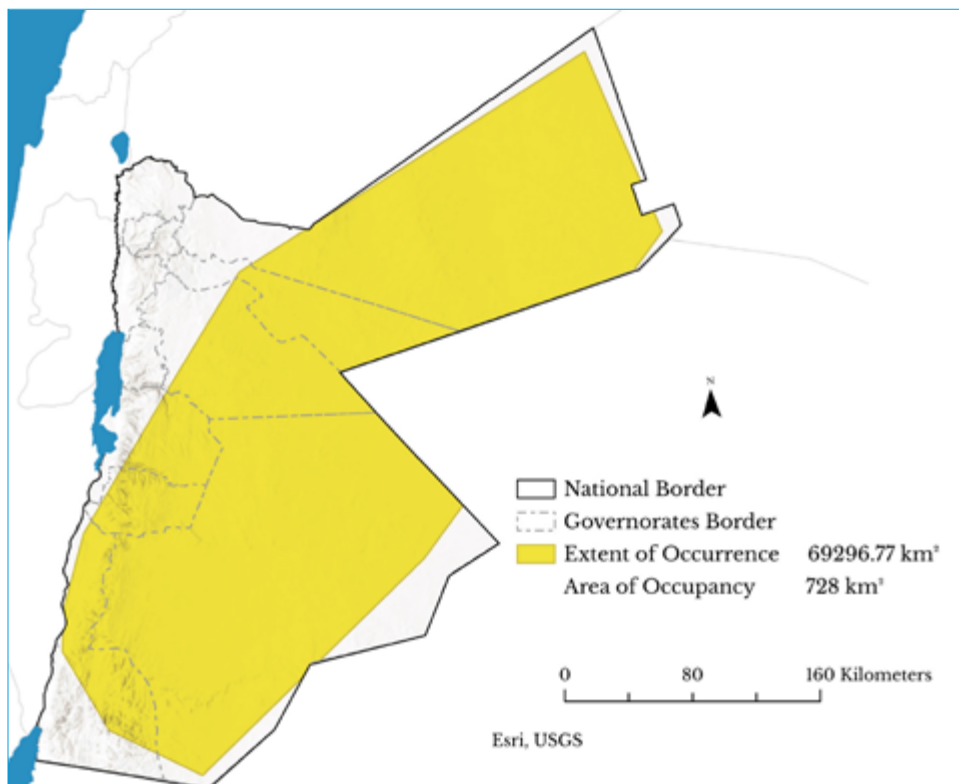 N
National Border
Governorates Border
Extent of Occurrence 69296.77 km²
Area of Occupancy 728 km²
0 80 160 Kilometers
Esri, USGS